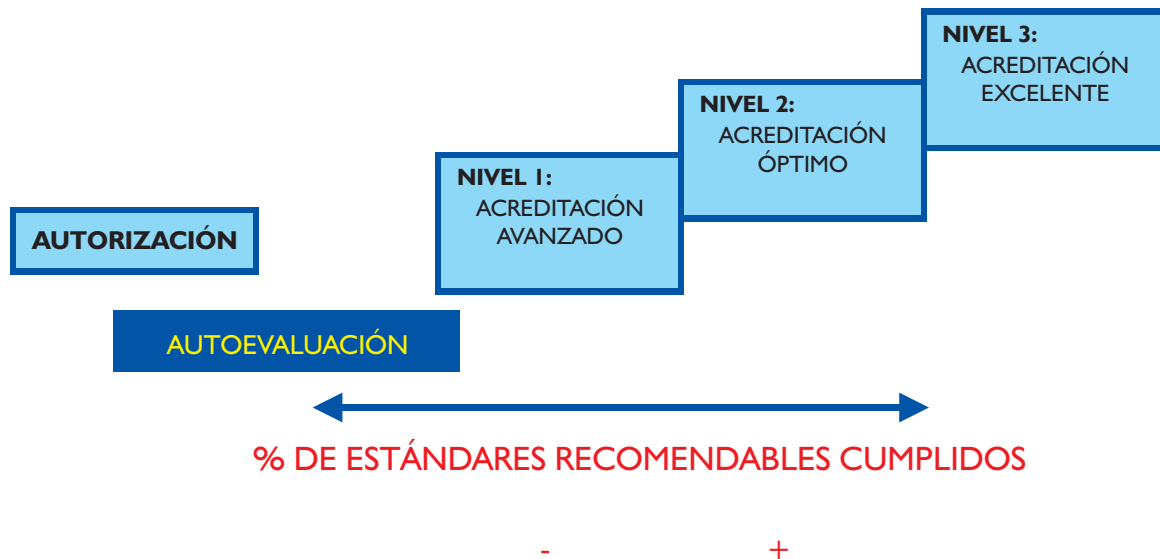 NIVEL 3:
ACREDITACIÓN
EXCELENTE
NIVEL 2:
ACREDITACIÓN
ÓPTIMO
NIVEL 1:
ACREDITACIÓN
AVANZADO
AUTORIZACIÓN
AUTOEVALUACIÓN
% DE ESTÁNDARES RECOMENDABLES CUMPLIDOS
- +